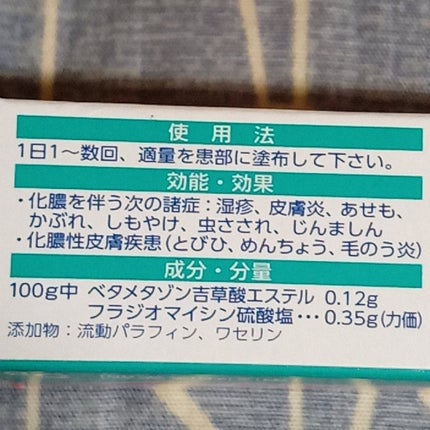 使用法
1日1〜数回、適量を患部に塗布して下さい。
効能・効果
・化膿を伴う次の諸症：湿疹、皮膚炎、あせも、
かぶれ、しもやけ、虫さされ、じんましん
・化膿性皮膚疾患（とびひ、めんちょう、毛のう炎）
成分・分量
100g中 ベタメタゾン吉草酸エステル 0.12g
フラジオマイシン硫酸塩・・・0.35g（力価）
添加物：流動パラフィン、ワセリン